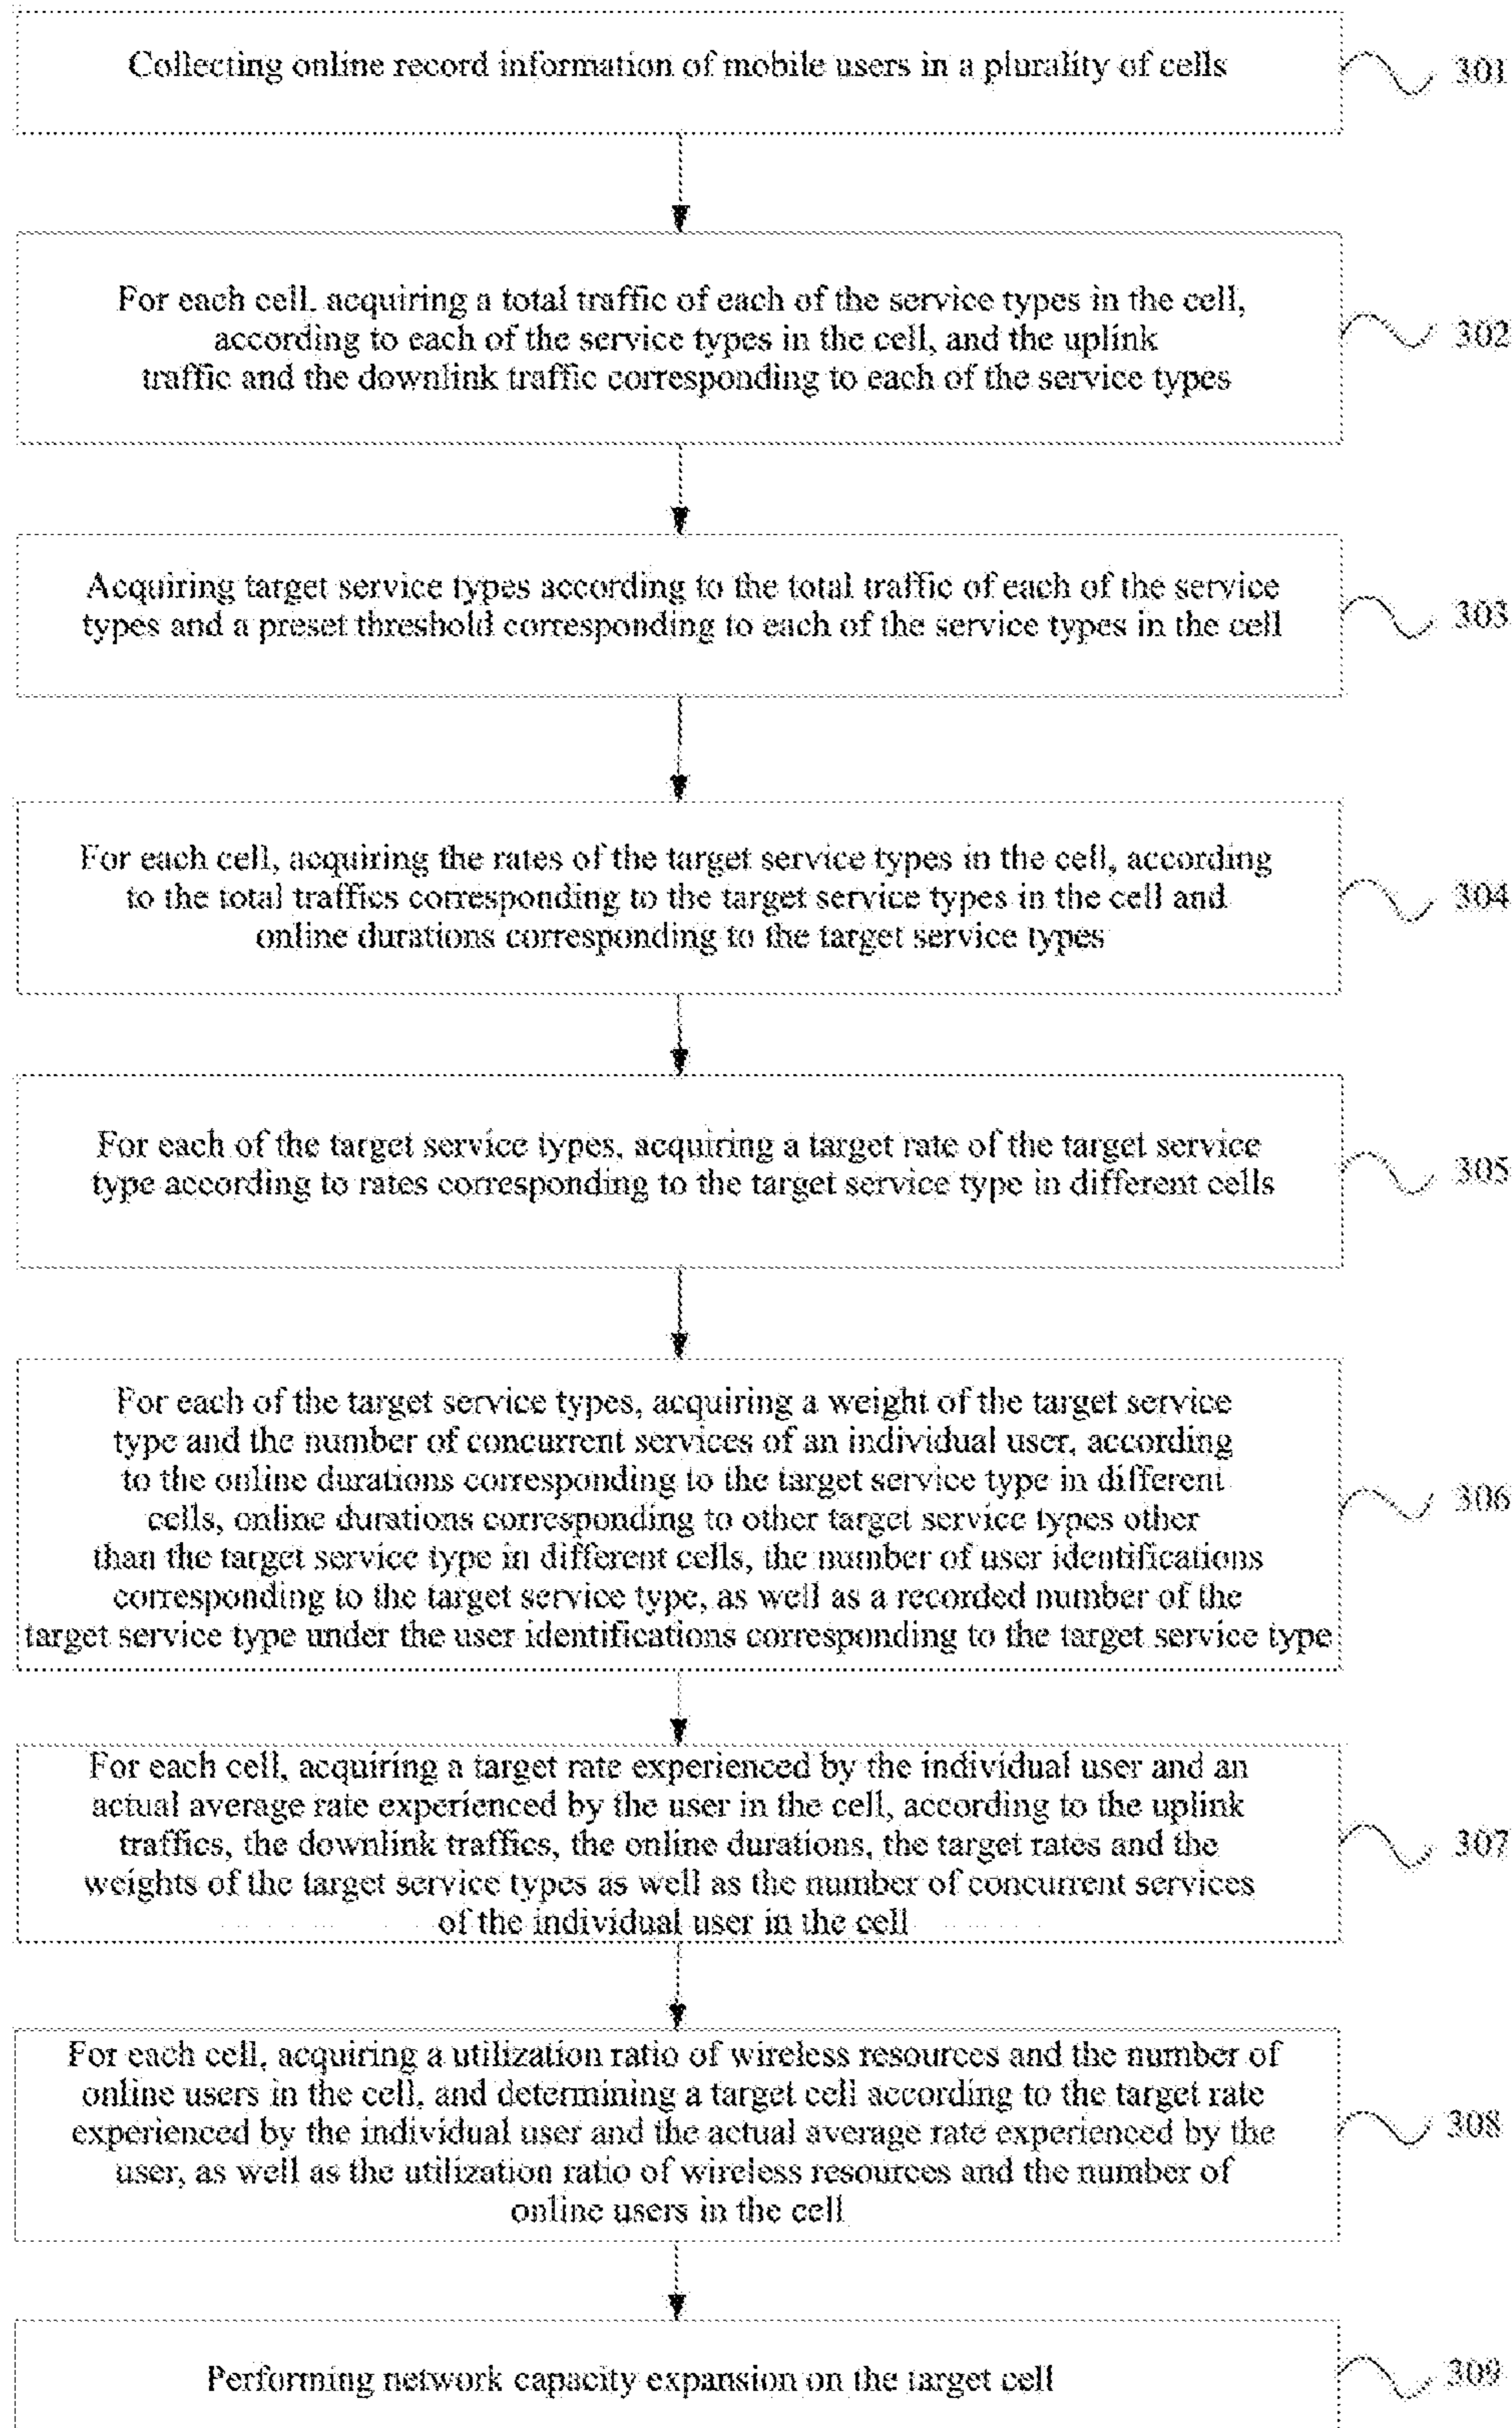 Collecting online record information of mobile users in a plurality of cells
301
For each cell, acquiring a total traffic of each of the service types in the cell,
according to each of the service types in the cell, and the uplink
traffic and the downlink traffic corresponding to each of the service types
302
Acquiring target service types according to the total traffic of each of the service
types and a preset threshold corresponding to each of the service types in the cell
303
For each cell, acquiring the rates of the target service types in the cell, according
to the total traffics corresponding to the target service types in the cell and
online durations corresponding to the target service types
304
For each of the target service types, acquiring a target rate of the target service
type according to rates corresponding to the target service type in different cells
305
For each of the target service types, acquiring a weight of the target service
type and the number of concurrent services of an individual user, according
to the online durations corresponding to the target service type in different
cells, online durations corresponding to other target service types other
than the target service type in different cells, the number of user identifications
corresponding to the target service type, as well as a recorded number of the
target service type under the user identifications corresponding to the target service type
306
For each cell, acquiring a target rate experienced by the individual user and an
actual average rate experienced by the user in the cell, according to the uplink
traffics, the downlink traffics, the online durations, the target rates and the
weights of the target service types as well as the number of concurrent services
of the individual user in the cell
307
For each cell, acquiring a utilization ratio of wireless resources and the number of
online users in the cell, and determining a target cell according to the target rate
experienced by the individual user and the actual average rate experienced by the
user, as well as the utilization ratio of wireless resources and the number of
online users in the cell
308
Performing network capacity expansion on the target cell
309